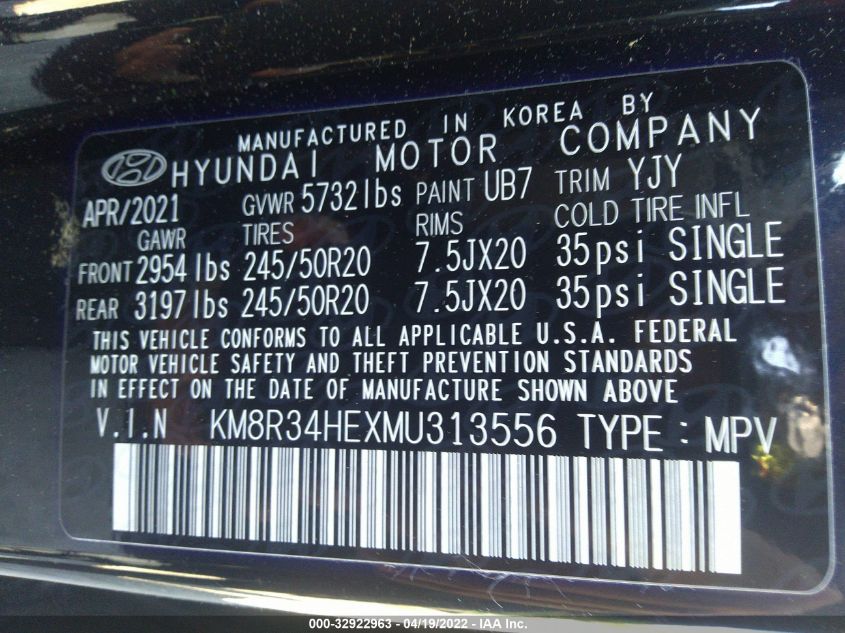 MANUFACTURED IN KOREA BY
HYUNDAI MOTOR COMPANY
APR/2021 GVWR 5732lbs PAINT UB7 TRIM YJY
GAWR TIRES RIMS COLD TIRE INFL
FRONT 2954lbs 245/50R20 7.5JX20 35psi SINGLE
REAR 3197lbs 245/50R20 7.5JX20 35psi SINGLE
THIS VEHICLE CONFORMS TO ALL APPLICABLE U.S.A. FEDERAL
MOTOR VEHICLE SAFETY AND THEFT PREVENTION STANDARDS
IN EFFECT ON THE DATE OF MANUFACTURE SHOWN ABOVE
V.I.N KM8R34HEXMU313556 TYPE : MPV
000-32922963 - 04/19/2022 - IAA Inc.